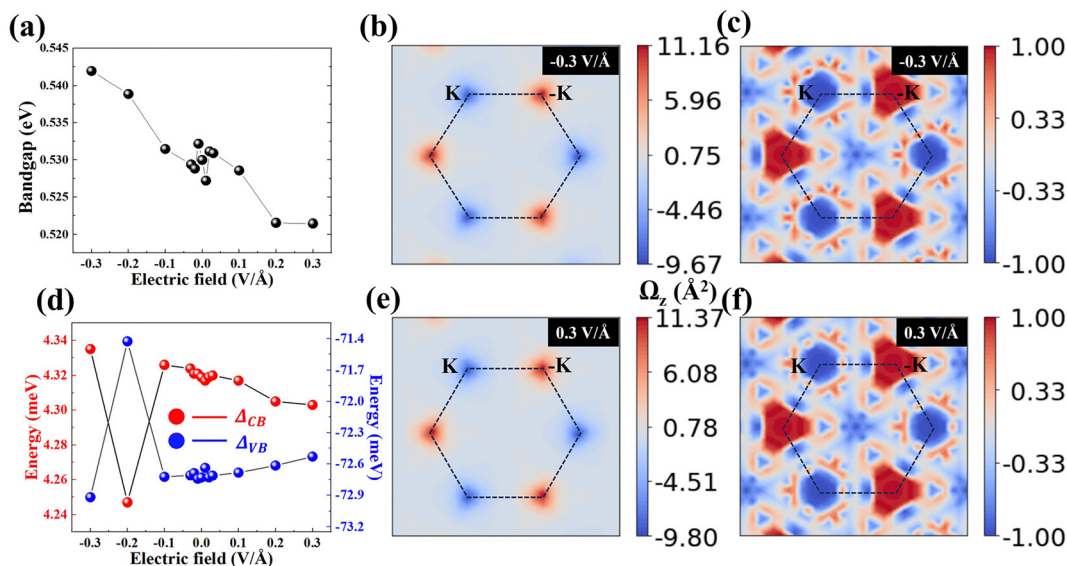 (a)
0.545
0.540
0.535
0.530
0.525
0.520
Bandgap (eV)
-0.3 -0.2 -0.1 0.0 0.1 0.2 0.3
Electric field (V/Å)
(b)
-0.3 V/Å
K -K
11.16
5.96
0.75
-4.46
-9.67
(c)
-0.3 V/Å
K -K
1.00
0.33
-0.33
-1.00
(d)
4.34
4.32
4.30
4.28
4.26
4.24
Energy (meV)
Δ_CB
Δ_VB
-71.4
-71.7
-72.0
-72.3
-72.6
-72.9
-73.2
Energy (meV)
-0.3 -0.2 -0.1 0.0 0.1 0.2 0.3
Electric field (V/Å)
(e)
0.3 V/Å
K -K
Ω_z (Å²)
11.37
6.08
0.78
-4.51
-9.80
(f)
0.3 V/Å
K -K
1.00
0.33
-0.33
-1.00